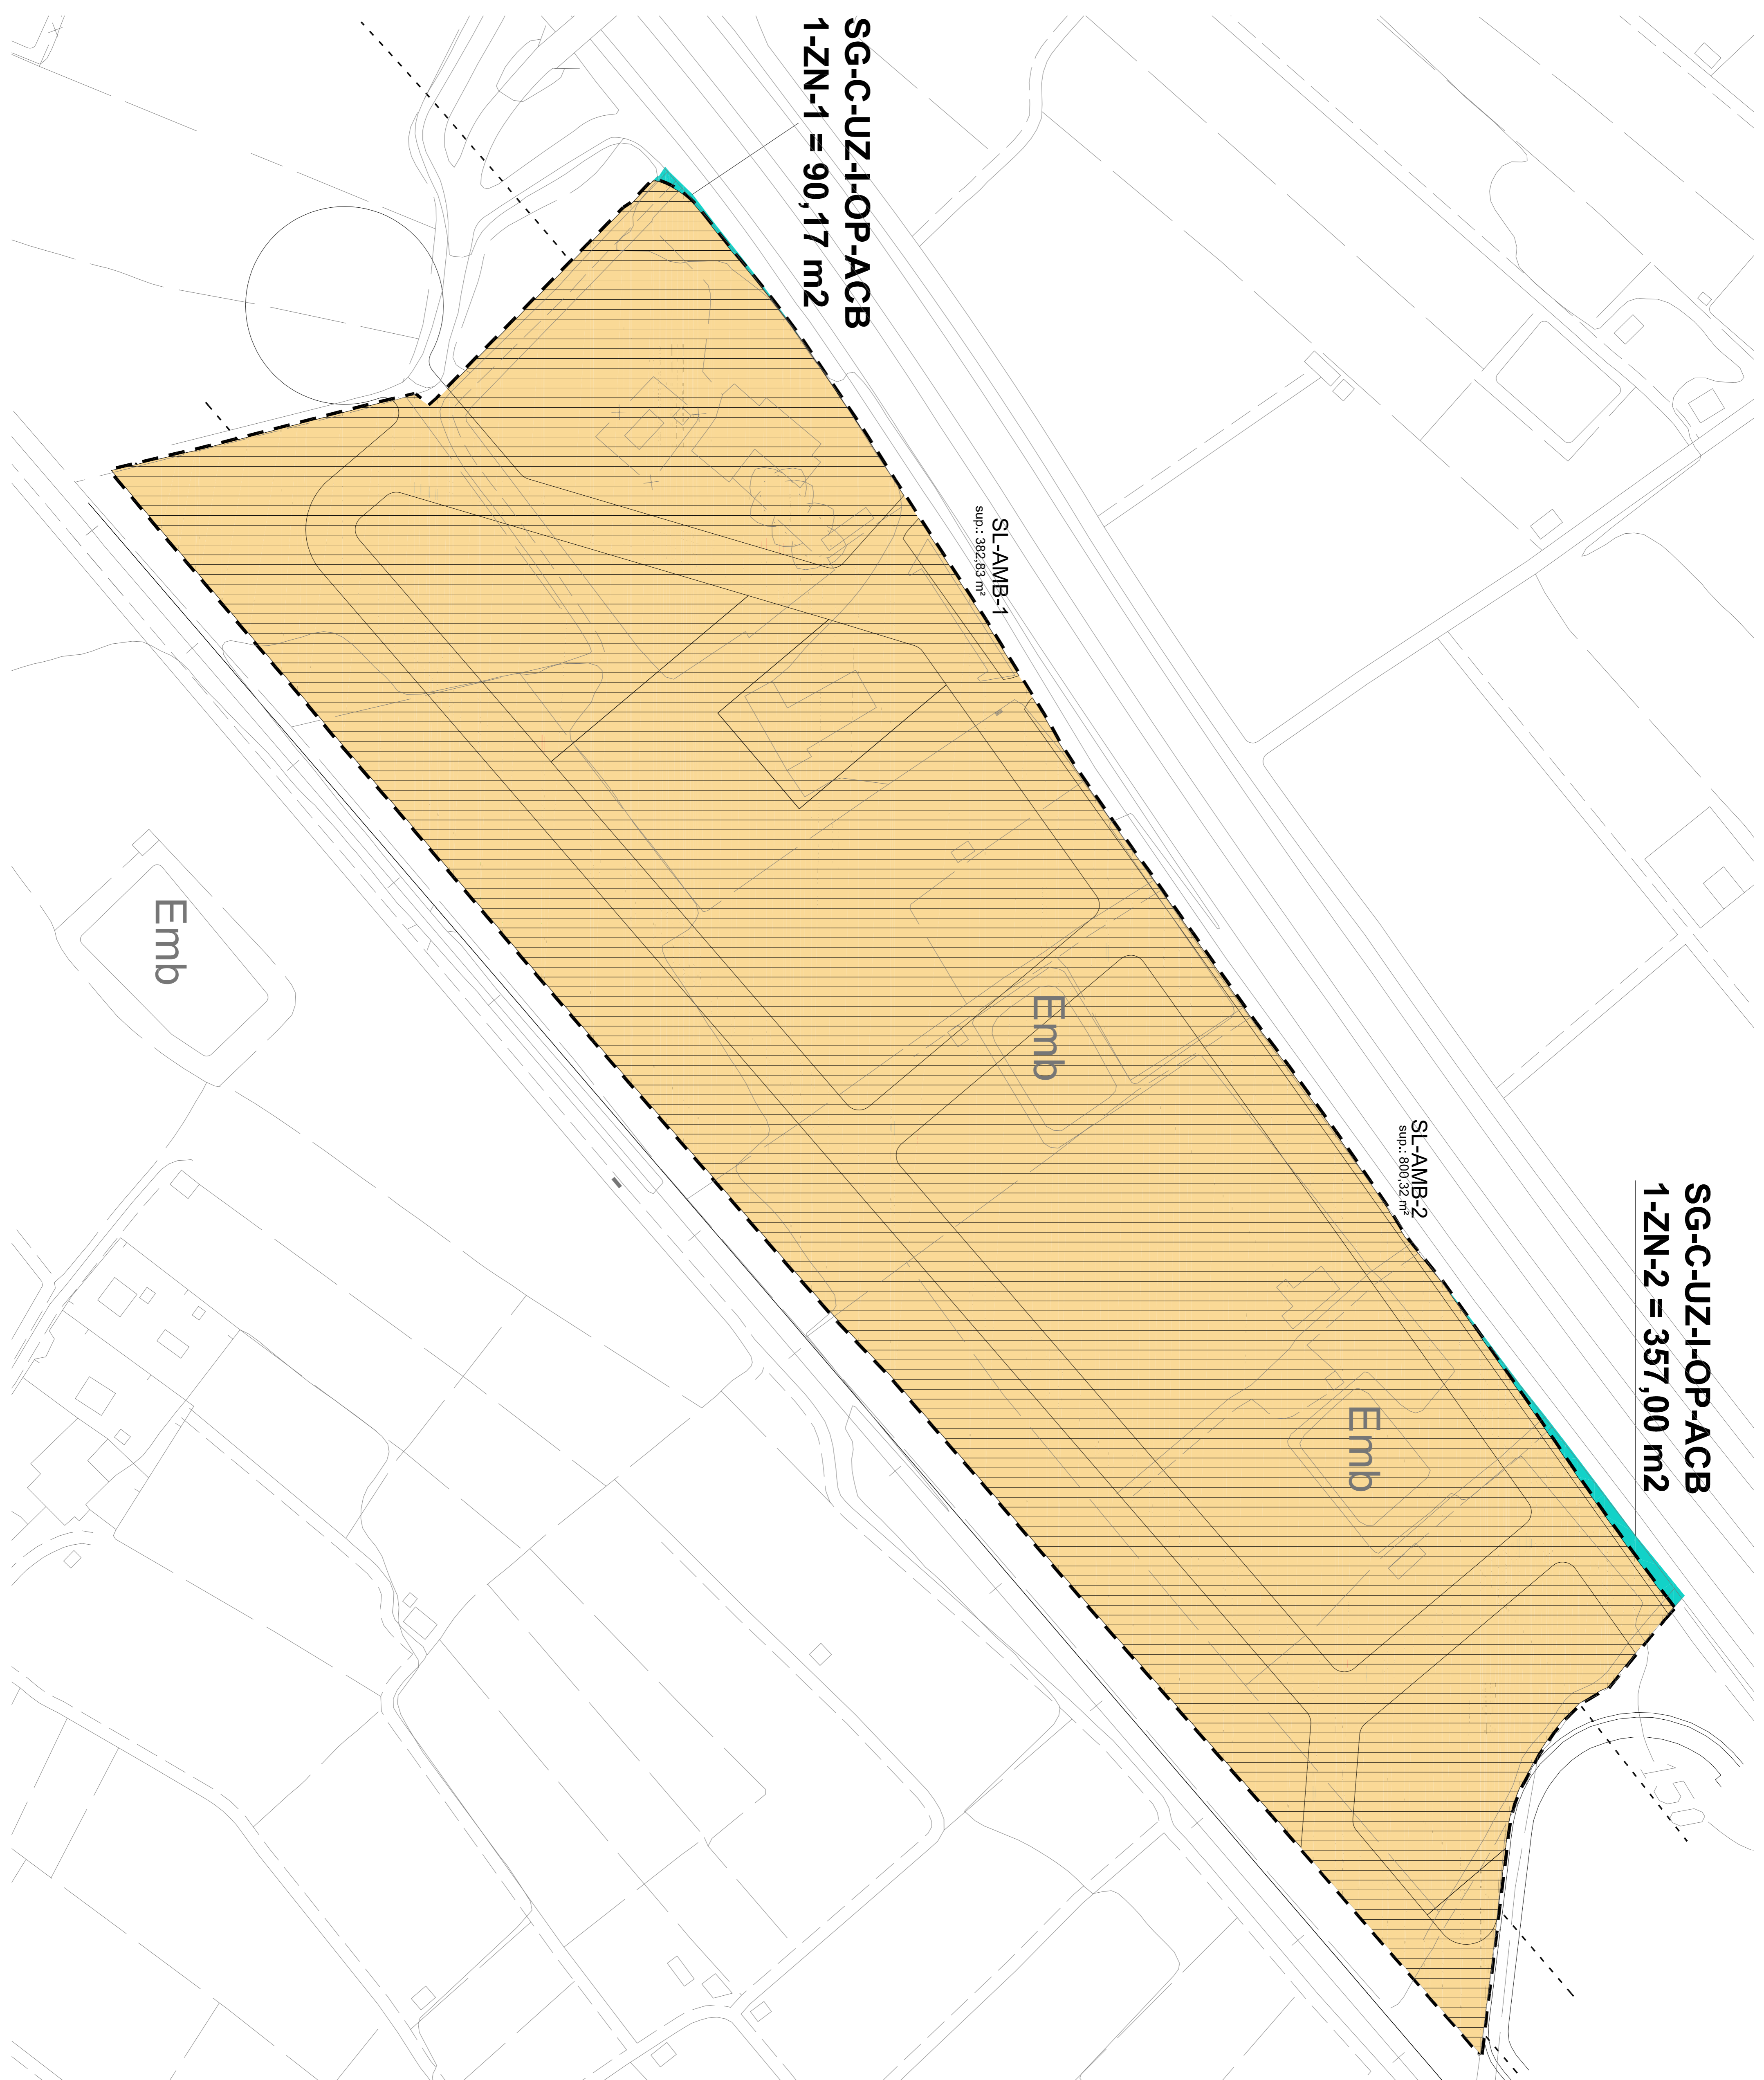 SG-C-UZ-I-OP-ACB
1-ZN-1 = 90,17 m2
SL-AMB-1
sup.: 382,83 m²
Emb
Emb
SL-AMB-2
sup.: 800,32 m²
SG-C-UZ-I-OP-ACB
1-ZN-2 = 357,00 m2
Emb